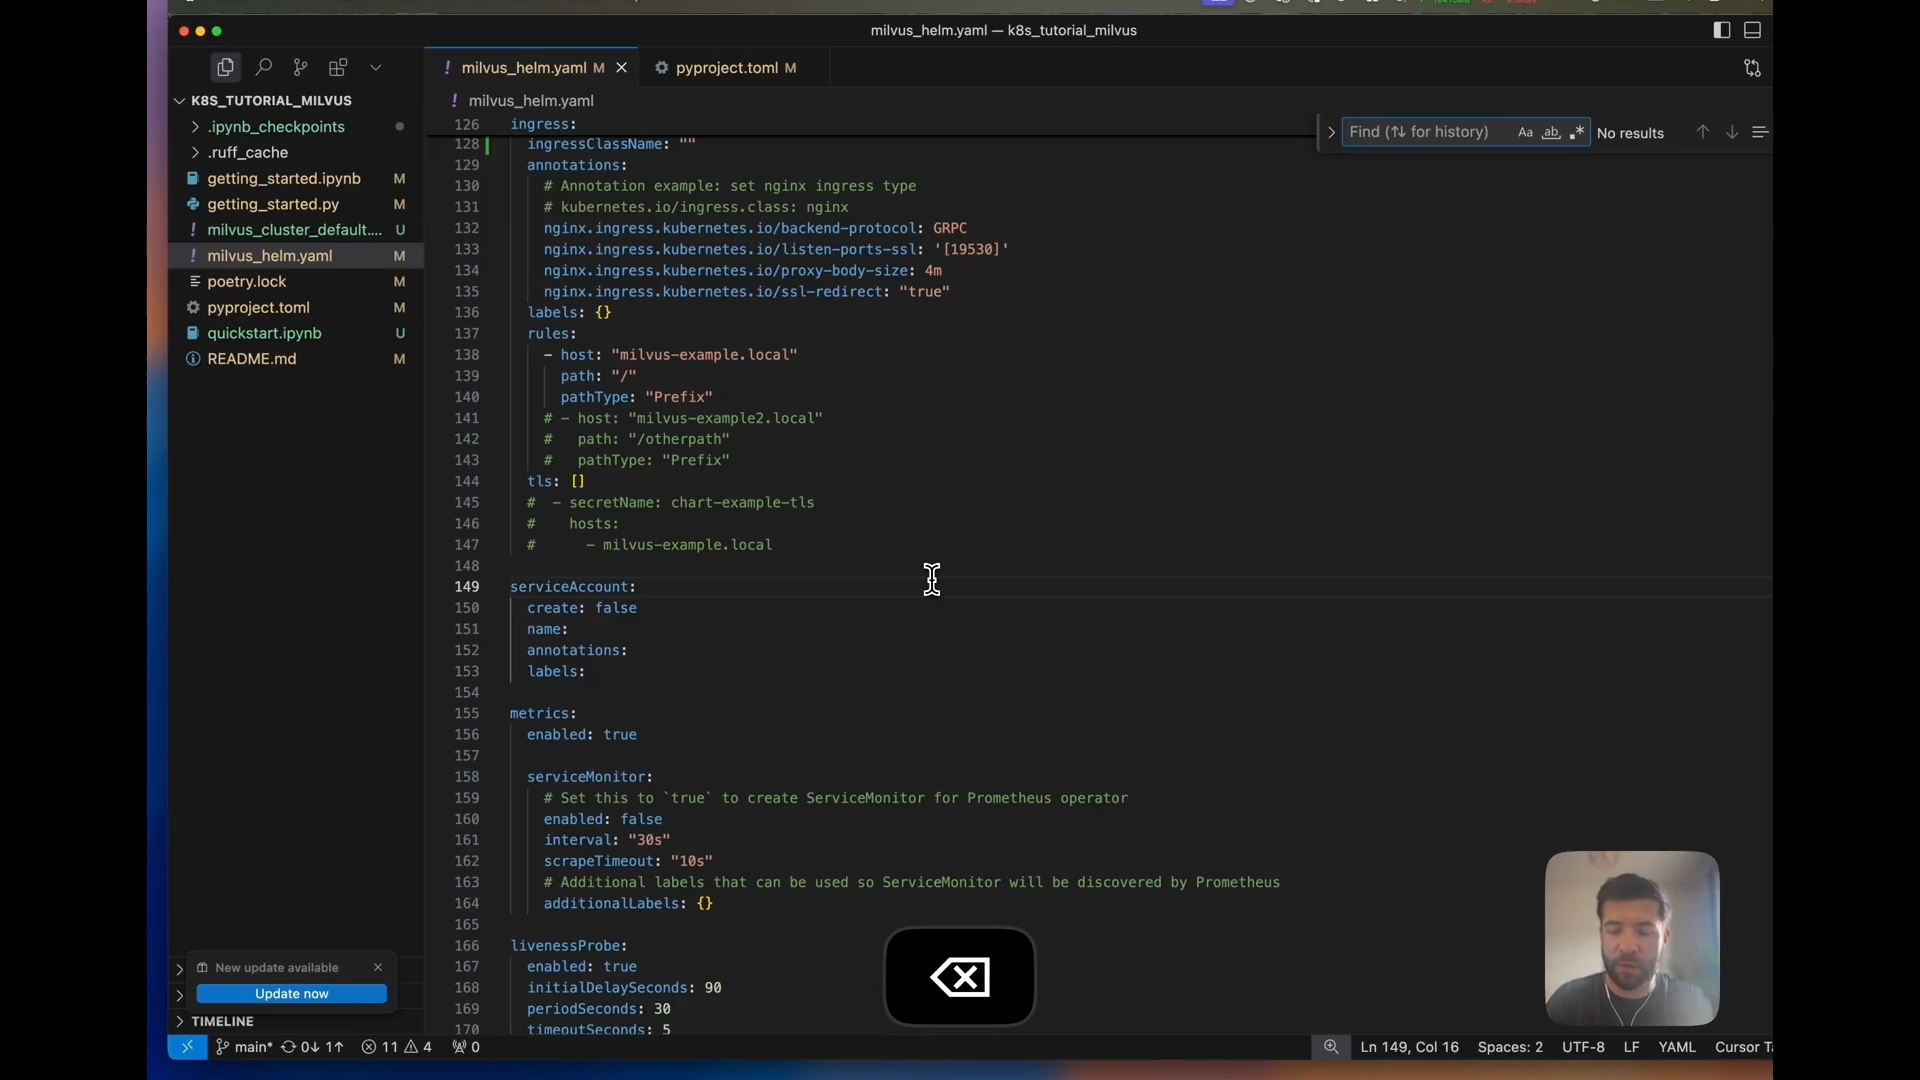 milvus_helm.yaml — k8s_tutorial_milvus
K8S_TUTORIAL_MILVUS
.ipynb_checkpoints
.ruff_cache
getting_started.ipynb M
getting_started.py M
milvus_cluster_default.... U
milvus_helm.yaml M
poetry.lock M
pyproject.toml M
quickstart.ipynb U
README.md M
New update available
Update now
TIMELINE
milvus_helm.yaml M
pyproject.toml M
milvus_helm.yaml
Find (⇅ for history)
Aa
ab
No results
126 ingress:
128 ingressClassName: ""
129 annotations:
130 # Annotation example: set nginx ingress type
131 # kubernetes.io/ingress.class: nginx
132 nginx.ingress.kubernetes.io/backend-protocol: GRPC
133 nginx.ingress.kubernetes.io/listen-ports-ssl: '[19530]'
134 nginx.ingress.kubernetes.io/proxy-body-size: 4m
135 nginx.ingress.kubernetes.io/ssl-redirect: "true"
136 labels: {}
137 rules:
138 - host: "milvus-example.local"
139 path: "/"
140 pathType: "Prefix"
141 # - host: "milvus-example2.local"
142 # path: "/otherpath"
143 # pathType: "Prefix"
144 tls: []
145 # - secretName: chart-example-tls
146 # hosts:
147 # - milvus-example.local
148
149 serviceAccount:
150 create: false
151 name:
152 annotations:
153 labels:
154
155 metrics:
156 enabled: true
157
158 serviceMonitor:
159 # Set this to `true` to create ServiceMonitor for Prometheus operator
160 enabled: false
161 interval: "30s"
162 scrapeTimeout: "10s"
163 # Additional labels that can be used so ServiceMonitor will be discovered by Prometheus
164 additionalLabels: {}
165
166 livenessProbe:
167 enabled: true
168 initialDelaySeconds: 90
169 periodSeconds: 30
170 timeoutSeconds: 5
main* 0↓ 1↑ 11 4 0
Ln 149, Col 16 Spaces: 2 UTF-8 LF YAML Cursor T